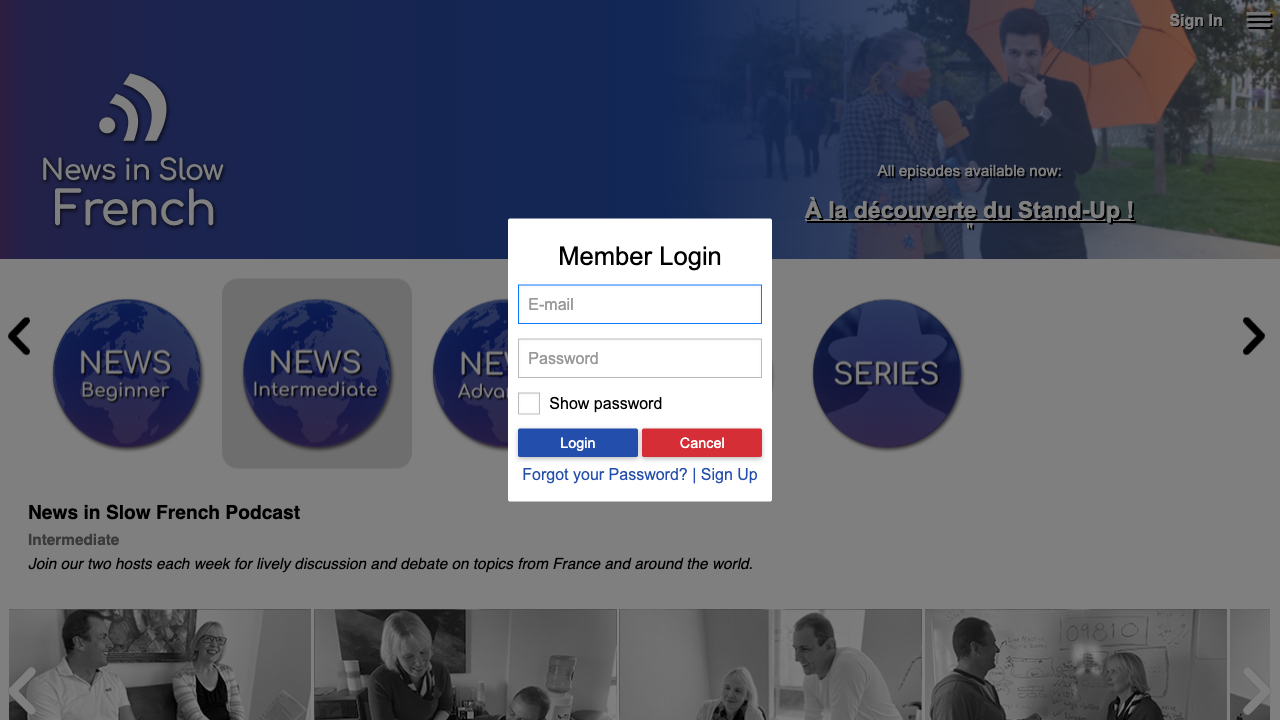 Sign In
News in Slow
French
All episodes available now:
À la découverte du Stand-Up !
"
Member Login
E-mail
Password
Show password
Login Cancel
Forgot your Password? | Sign Up
NEWS
Beginner
NEWS
Intermediate
SERIES
News in Slow French Podcast
Intermediate
Join our two hosts each week for lively discussion and debate on topics from France and around the world.
09810